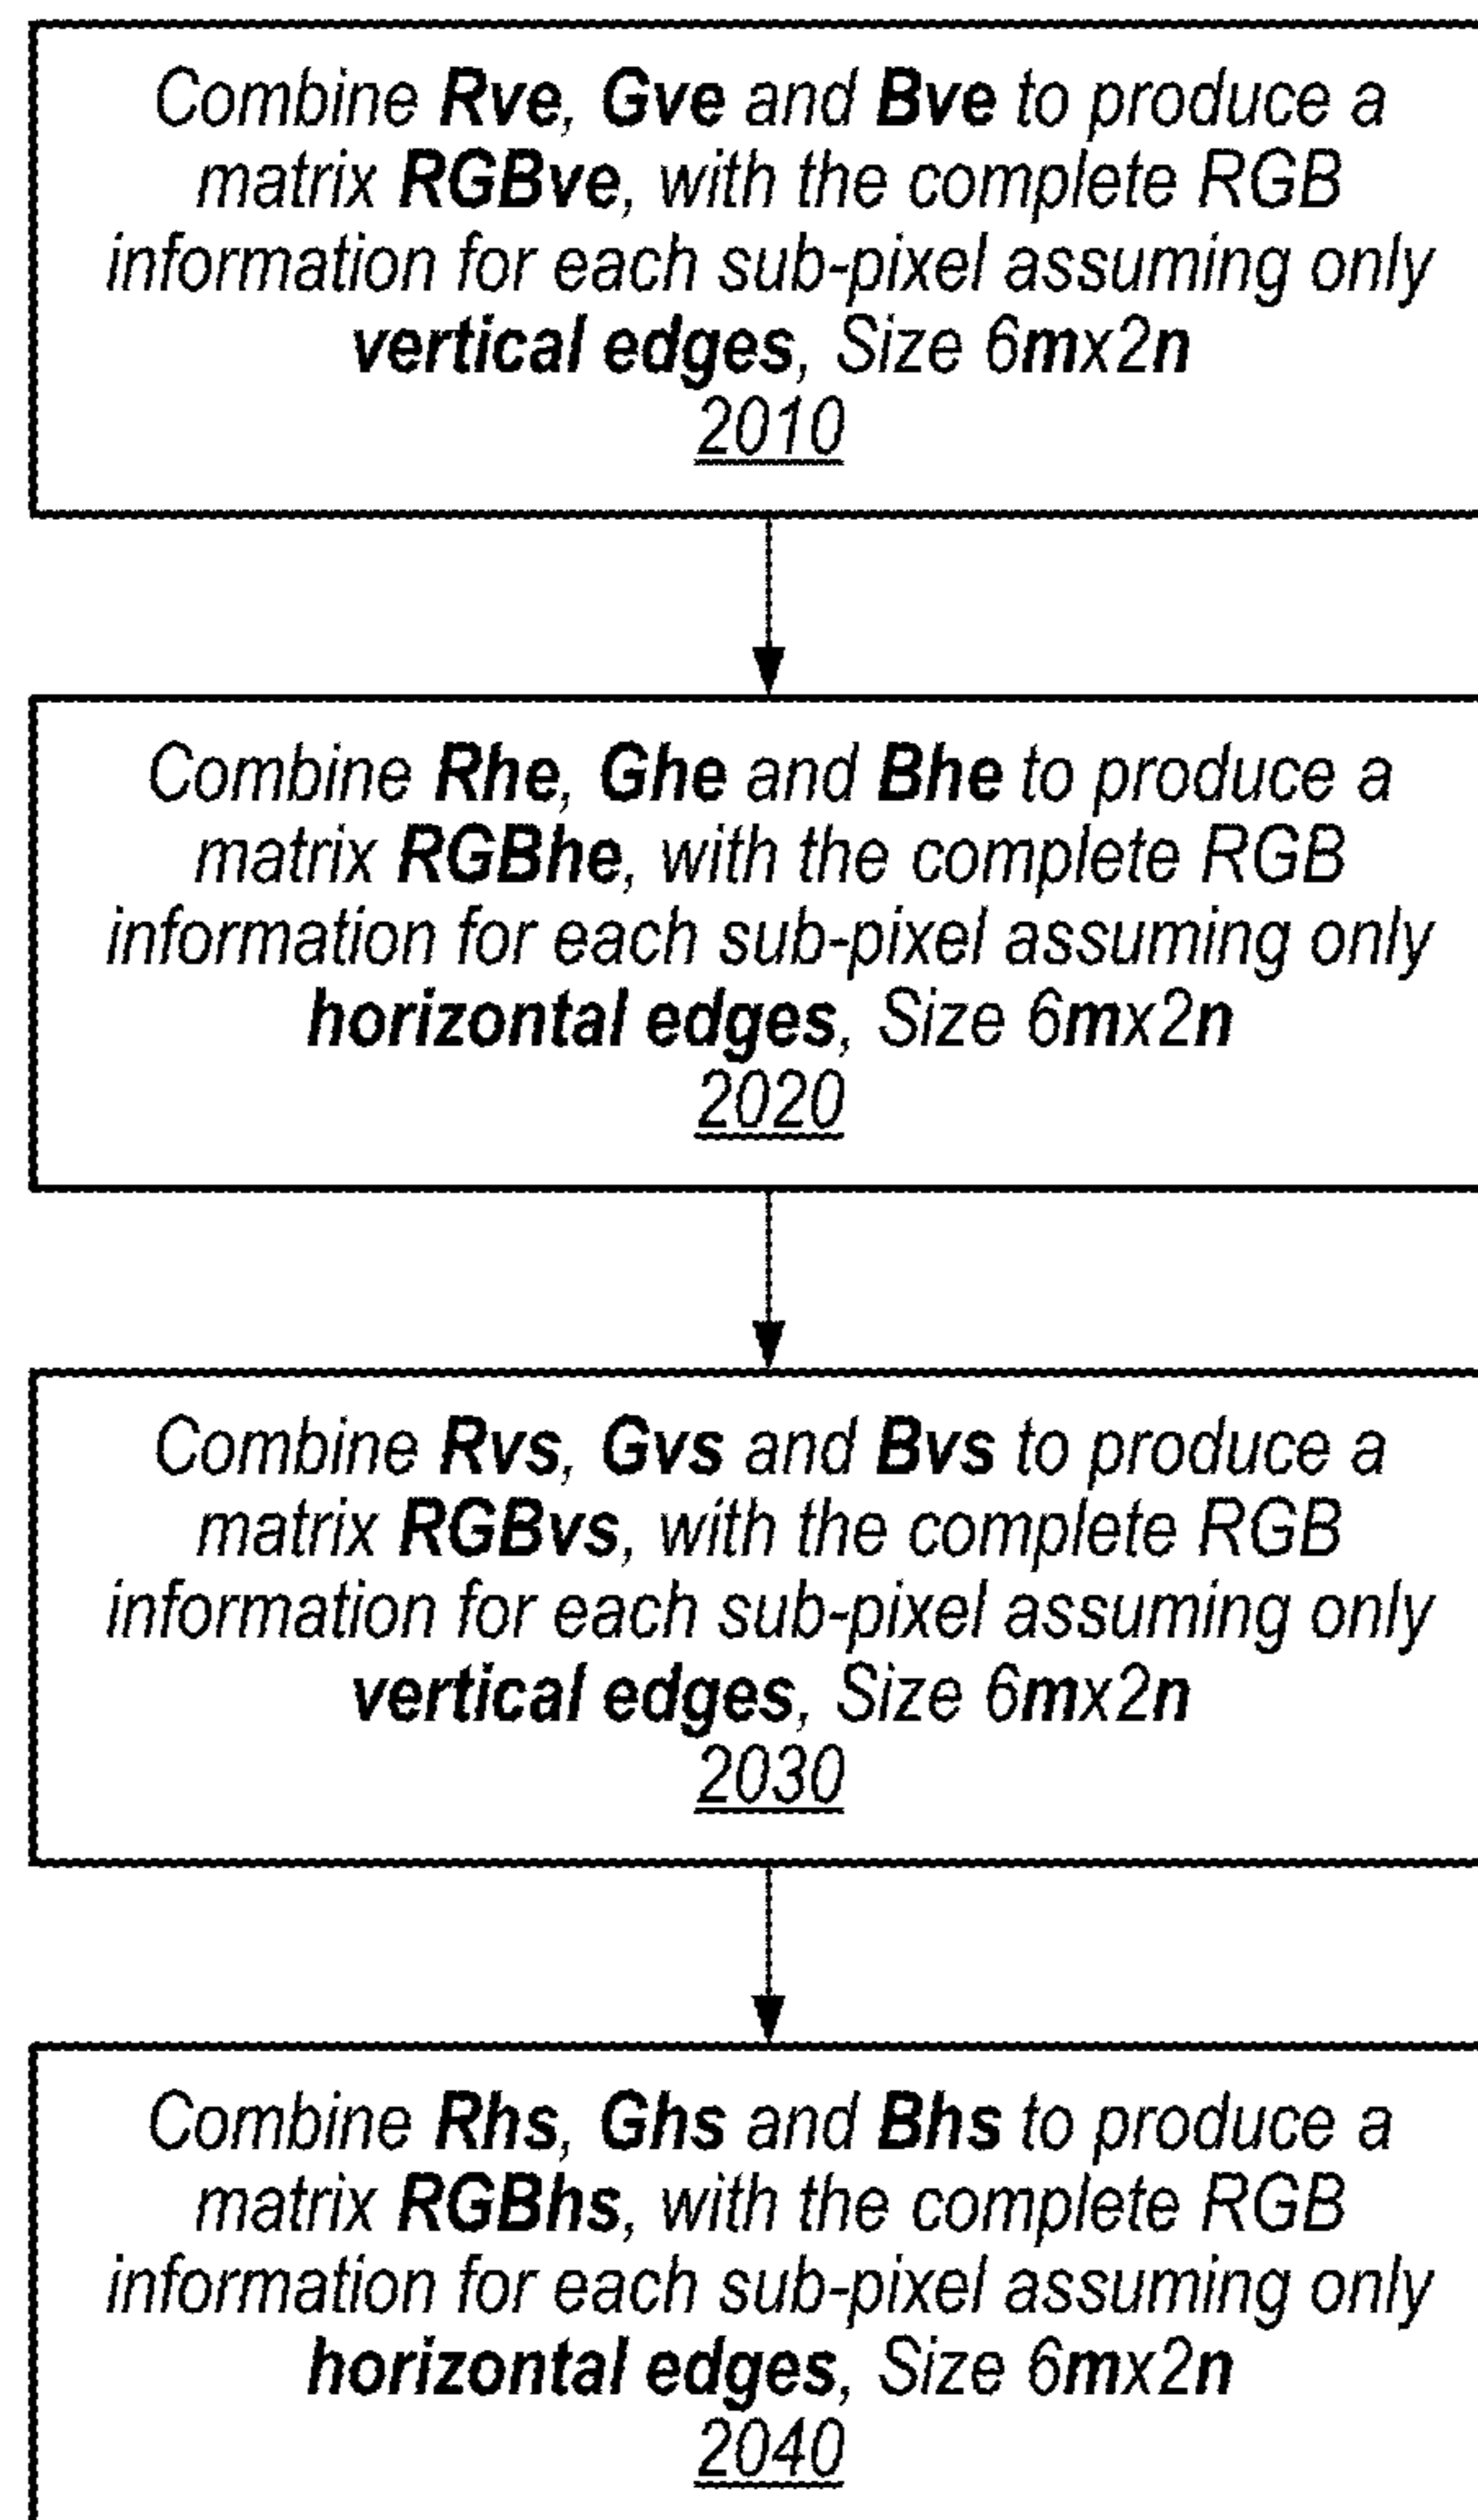 Combine Rve, Gve and Bve to produce a
matrix RGBve, with the complete RGB
information for each sub-pixel assuming only
vertical edges, Size 6mx2n
2010
Combine Rhe, Ghe and Bhe to produce a
matrix RGBhe, with the complete RGB
information for each sub-pixel assuming only
horizontal edges, Size 6mx2n
2020
Combine Rvs, Gvs and Bvs to produce a
matrix RGBvs, with the complete RGB
information for each sub-pixel assuming only
vertical edges, Size 6mx2n
2030
Combine Rhs, Ghs and Bhs to produce a
matrix RGBhs, with the complete RGB
information for each sub-pixel assuming only
horizontal edges, Size 6mx2n
2040